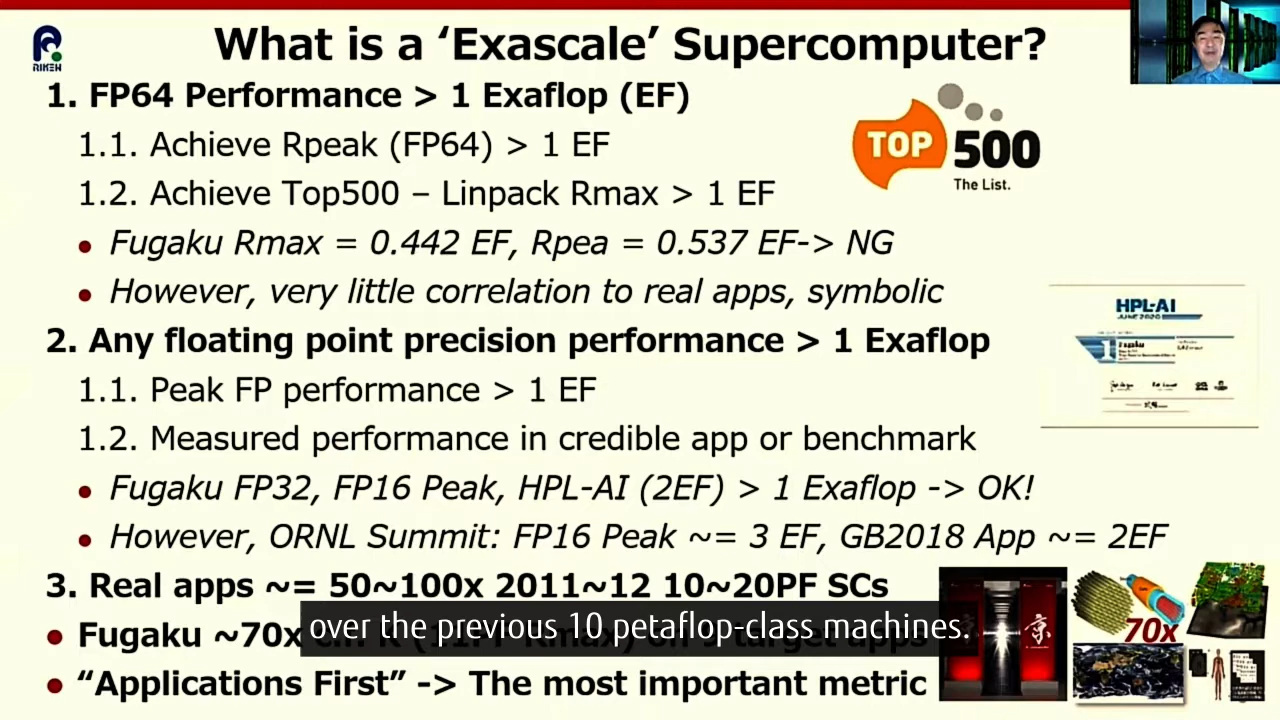 What is a ‘Exascale’ Supercomputer?
RIKEN
1. FP64 Performance > 1 Exaflop (EF)
1.1. Achieve Rpeak (FP64) > 1 EF
1.2. Achieve Top500 – Linpack Rmax > 1 EF
TOP 500
The List.
• Fugaku Rmax = 0.442 EF, Rpea = 0.537 EF-> NG
• However, very little correlation to real apps, symbolic
2. Any floating point precision performance > 1 Exaflop
HPL-AI
JUNE 2020
1 Fugaku
1.1. Peak FP performance > 1 EF
1.2. Measured performance in credible app or benchmark
• Fugaku FP32, FP16 Peak, HPL-AI (2EF) > 1 Exaflop -> OK!
• However, ORNL Summit: FP16 Peak ~= 3 EF, GB2018 App ~= 2EF
3. Real apps ~= 50~100x 2011~12 10~20PF SCs
• Fugaku ~70x
over the previous 10 petaflop-class machines.
京
70x
• “Applications First” -> The most important metric